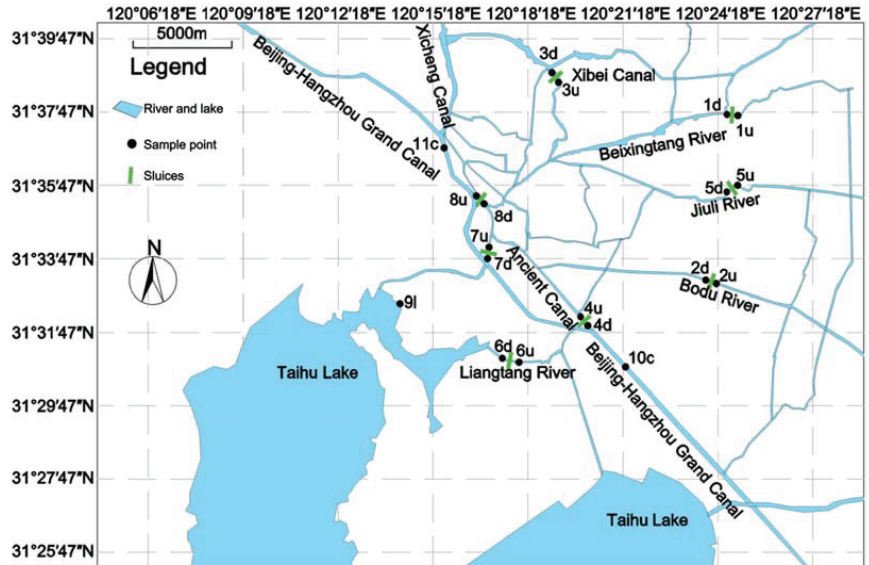 120°06'18"E 120°09'18"E 120°12'18"E 120°15'18"E 120°18'18"E 120°21'18"E 120°24'18"E 120°27'18"E
31°39'47"N
31°37'47"N
31°35'47"N
31°33'47"N
31°31'47"N
31°29'47"N
31°27'47"N
31°25'47"N
5000m
Legend
River and lake
Sample point
Sluices
N
Beijing-Hangzhou Grand Canal
Xicheng Canal
3d
Xibei Canal
3u
1d
1u
Beixingtang River
11c
5u
5d
Jiuli River
8u
8d
7u
7d
Ancient Canal
2d
2u
Bodu River
9l
4u
4d
6d
6u
Liangtang River
10c
Beijing-Hangzhou Grand Canal
Taihu Lake
Taihu Lake